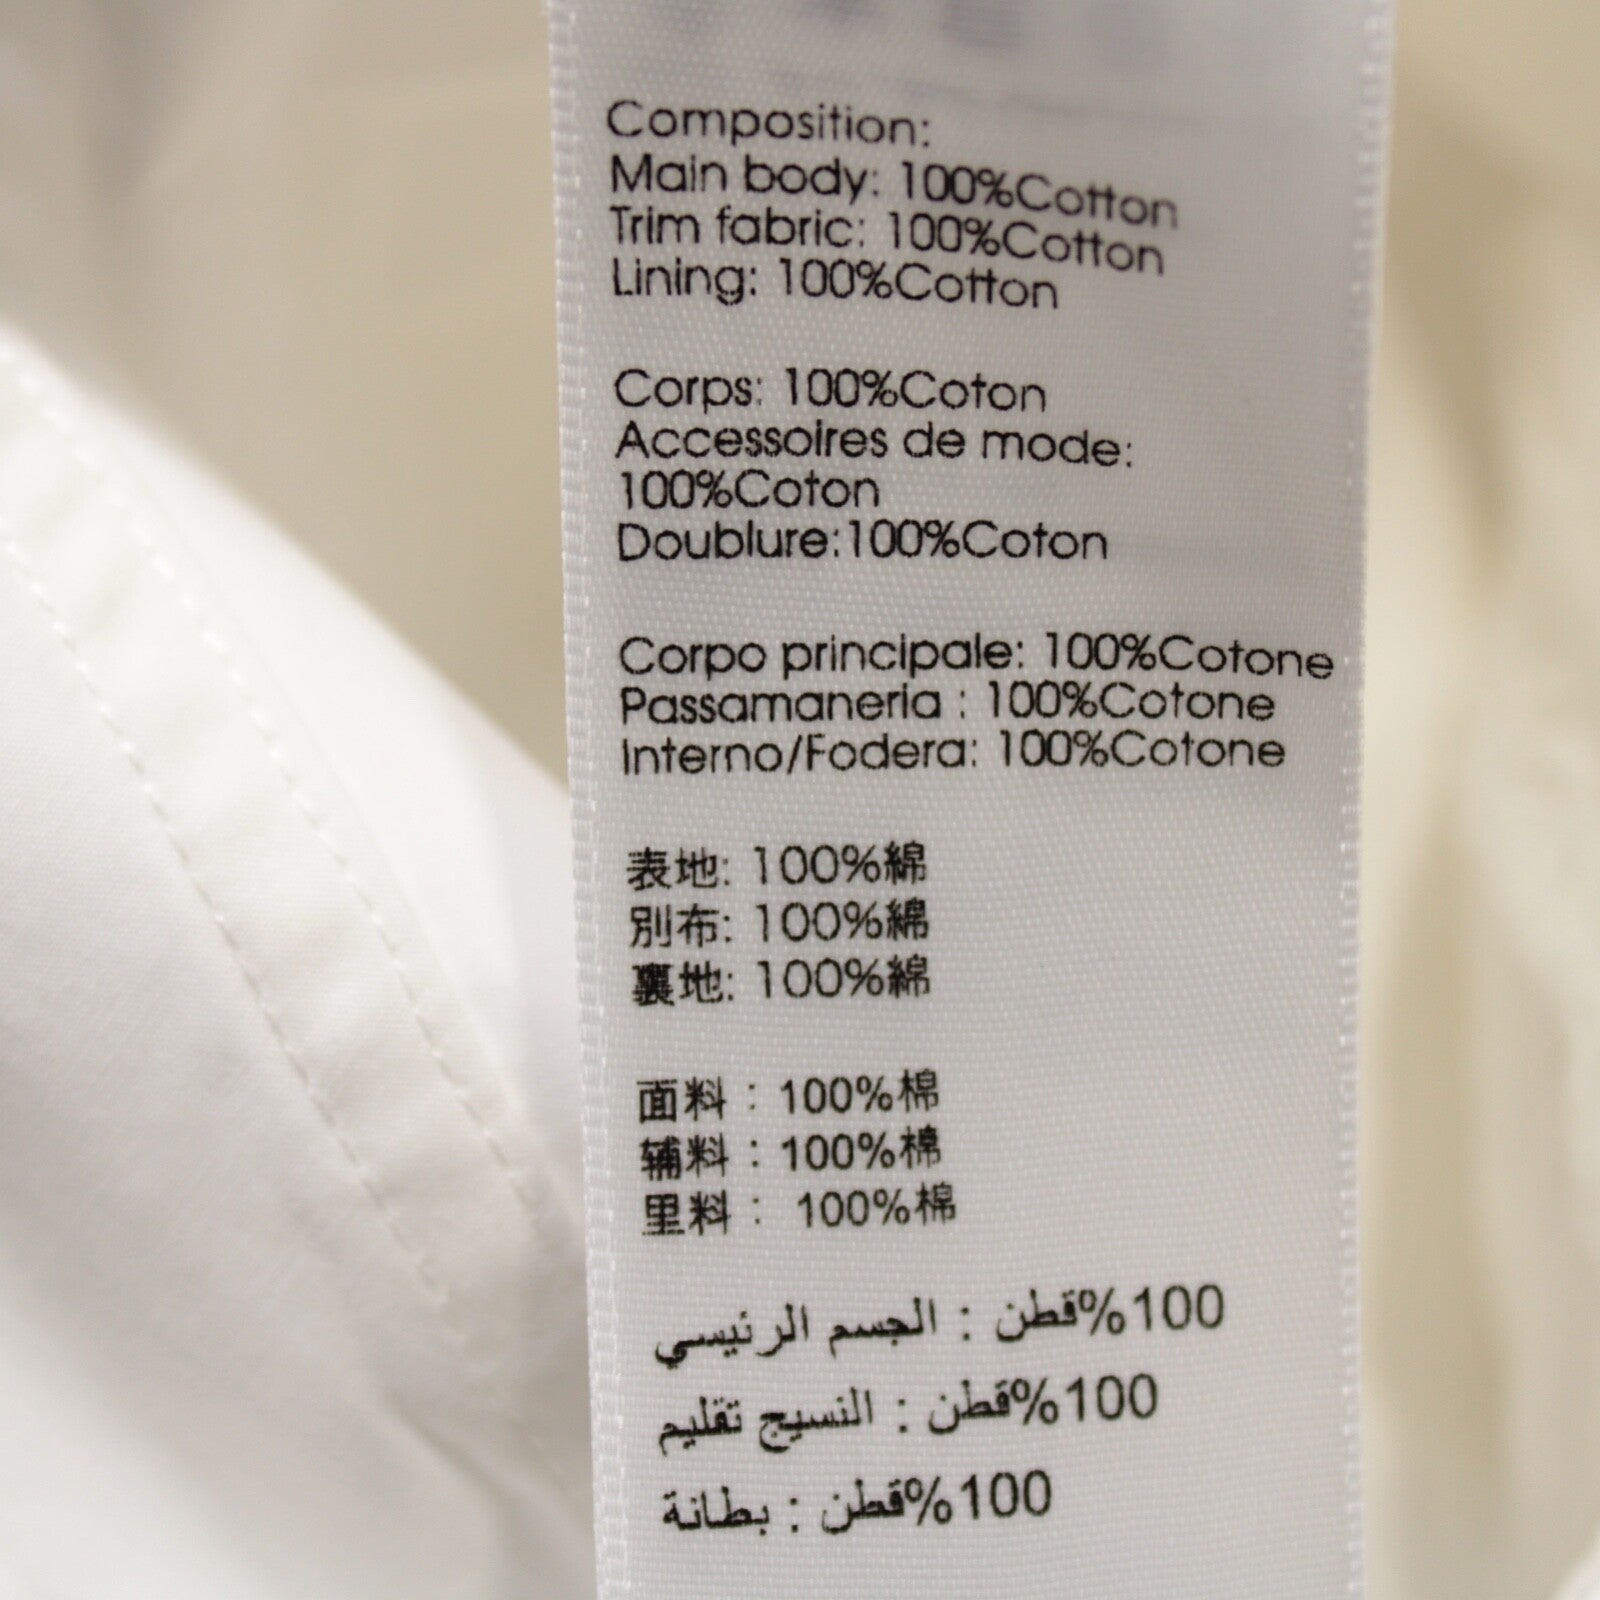 Composition:
Main body: 100%Cotton
Trim fabric: 100%Cotton
Lining: 100%Cotton
Corps: 100%Coton
Accessoires de mode:
100%Coton
Doublure:100%Coton
Corpo principale: 100%Cotone
Passamaneria : 100%Cotone
Interno/Fodera: 100%Cotone
表地: 100%綿
別布: 100%綿
裏地: 100%綿
面料：100%棉
辅料：100%棉
里料： 100%棉
الجسم الرئيسي : قطن%100
النسيج تقليم : قطن%100
بطانة : قطن%100